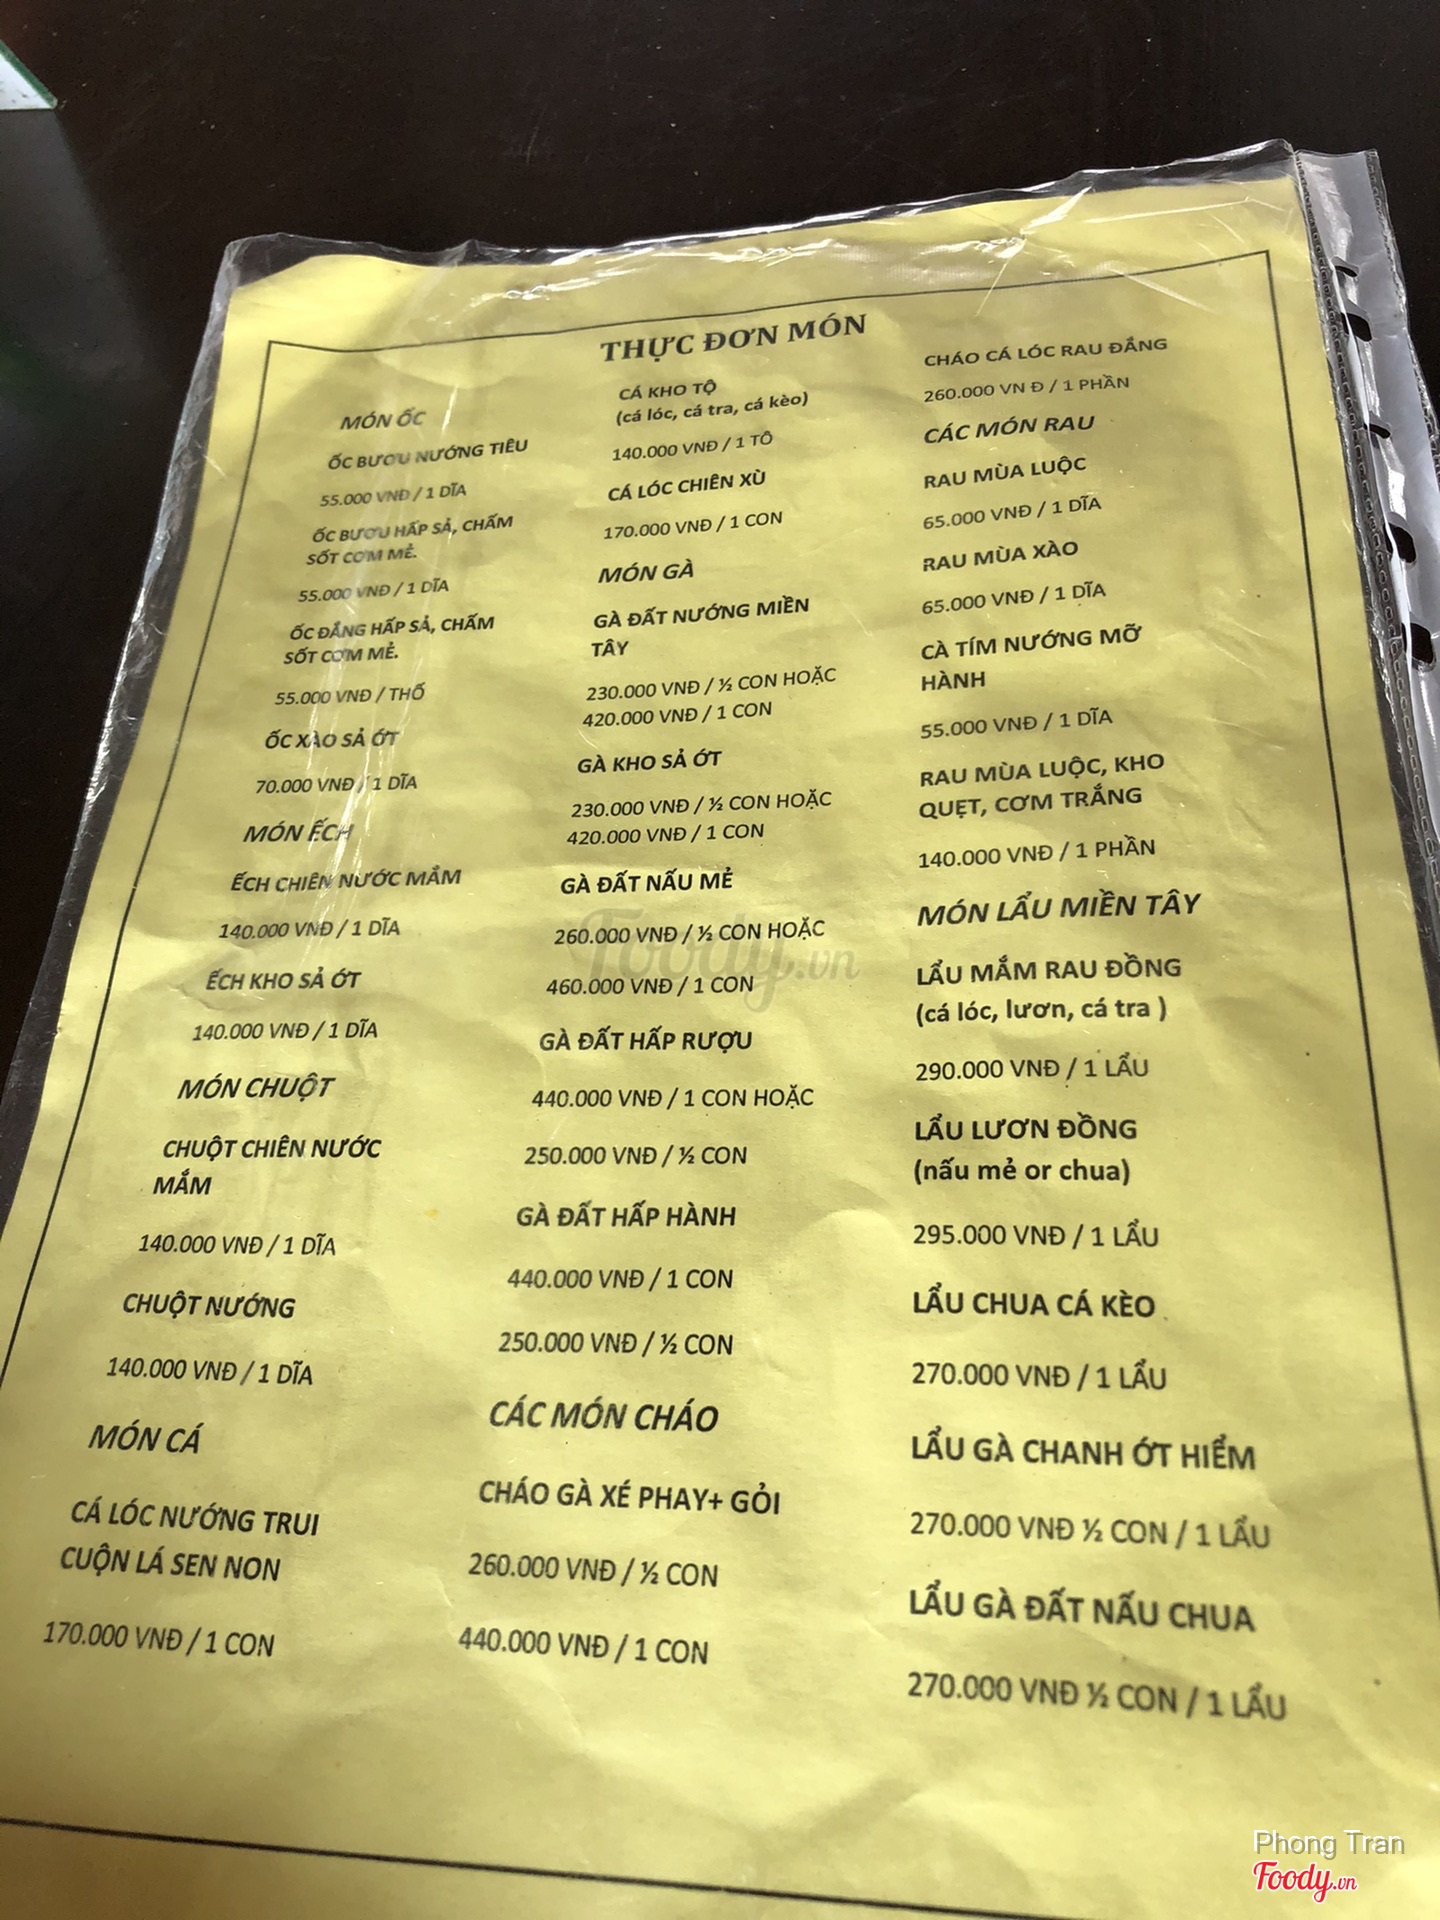 THỰC ĐƠN MÓN
MÓN ỐC
ỐC BƯƠU NƯỚNG TIÊU
55.000 VNĐ / 1 DĨA
ỐC BƯƠU HẤP SẢ, CHẤM
SỐT CƠM MẺ.
55.000 VNĐ / 1 DĨA
ỐC ĐẮNG HẤP SẢ, CHẤM
SỐT CƠM MẺ.
55.000 VNĐ / THỐ
ỐC XÀO SẢ ỚT
70.000 VNĐ / 1 DĨA
MÓN ẾCH
ẾCH CHIÊN NƯỚC MẮM
140.000 VNĐ / 1 DĨA
ẾCH KHO SẢ ỚT
140.000 VNĐ / 1 DĨA
MÓN CHUỘT
CHUỘT CHIÊN NƯỚC
MẮM
140.000 VNĐ / 1 DĨA
CHUỘT NƯỚNG
140.000 VNĐ / 1 DĨA
MÓN CÁ
CÁ LÓC NƯỚNG TRUI
CUỘN LÁ SEN NON
170.000 VNĐ / 1 CON
CÁ KHO TỘ
(cá lóc, cá tra, cá kèo)
140.000 VNĐ / 1 TÔ
CÁ LÓC CHIÊN XÙ
170.000 VNĐ / 1 CON
MÓN GÀ
GÀ ĐẤT NƯỚNG MIỀN
TÂY
230.000 VNĐ / ½ CON HOẶC
420.000 VNĐ / 1 CON
GÀ KHO SẢ ỚT
230.000 VNĐ / ½ CON HOẶC
420.000 VNĐ / 1 CON
GÀ ĐẤT NẤU MẺ
260.000 VNĐ / ½ CON HOẶC
460.000 VNĐ / 1 CON
GÀ ĐẤT HẤP RƯỢU
440.000 VNĐ / 1 CON HOẶC
250.000 VNĐ / ½ CON
GÀ ĐẤT HẤP HÀNH
440.000 VNĐ / 1 CON
250.000 VNĐ / ½ CON
CÁC MÓN CHÁO
CHÁO GÀ XÉ PHAY+ GỎI
260.000 VNĐ / ½ CON
440.000 VNĐ / 1 CON
CHÁO CÁ LÓC RAU ĐẮNG
260.000 VN Đ / 1 PHẦN
CÁC MÓN RAU
RAU MÙA LUỘC
65.000 VNĐ / 1 DĨA
RAU MÙA XÀO
65.000 VNĐ / 1 DĨA
CÀ TÍM NƯỚNG MỠ
HÀNH
55.000 VNĐ / 1 DĨA
RAU MÙA LUỘC, KHO
QUẸT, CƠM TRẮNG
140.000 VNĐ / 1 PHẦN
MÓN LẨU MIỀN TÂY
LẨU MẮM RAU ĐỒNG
(cá lóc, lươn, cá tra )
290.000 VNĐ / 1 LẨU
LẨU LƯƠN ĐỒNG
(nấu mẻ or chua)
295.000 VNĐ / 1 LẨU
LẨU CHUA CÁ KÈO
270.000 VNĐ / 1 LẨU
LẨU GÀ CHANH ỚT HIỂM
270.000 VNĐ ½ CON / 1 LẨU
LẨU GÀ ĐẤT NẤU CHUA
270.000 VNĐ ½ CON / 1 LẨU
Foody.vn
Phong Tran
Foody.vn